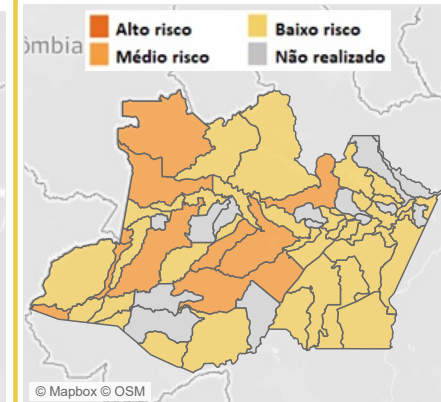 Alto risco
Baixo risco
Médio risco
Não realizado
ômbia
© Mapbox © OSM